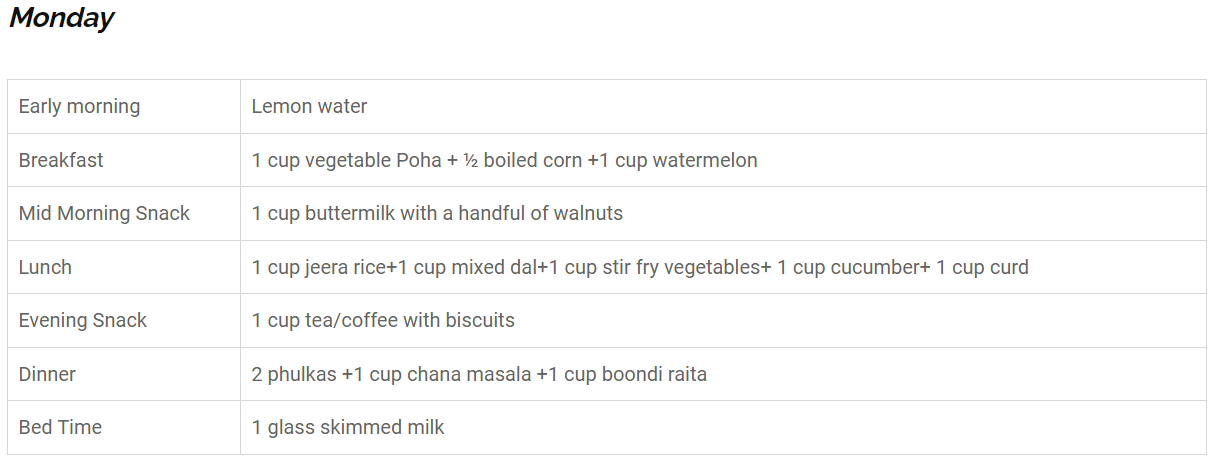 Monday
Early morning Lemon water
Breakfast 1 cup vegetable Poha + ½ boiled corn +1 cup watermelon
Mid Morning Snack 1 cup buttermilk with a handful of walnuts
Lunch 1 cup jeera rice+1 cup mixed dal+1 cup stir fry vegetables+ 1 cup cucumber+ 1 cup curd
Evening Snack 1 cup tea/coffee with biscuits
Dinner 2 phulkas +1 cup chana masala +1 cup boondi raita
Bed Time 1 glass skimmed milk